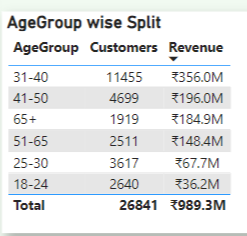 AgeGroup wise Split
AgeGroup Customers Revenue
31-40 11455 ₹356.0M
41-50 4699 ₹196.0M
65+ 1919 ₹184.9M
51-65 2511 ₹148.4M
25-30 3617 ₹67.7M
18-24 2640 ₹36.2M
Total 26841 ₹989.3M